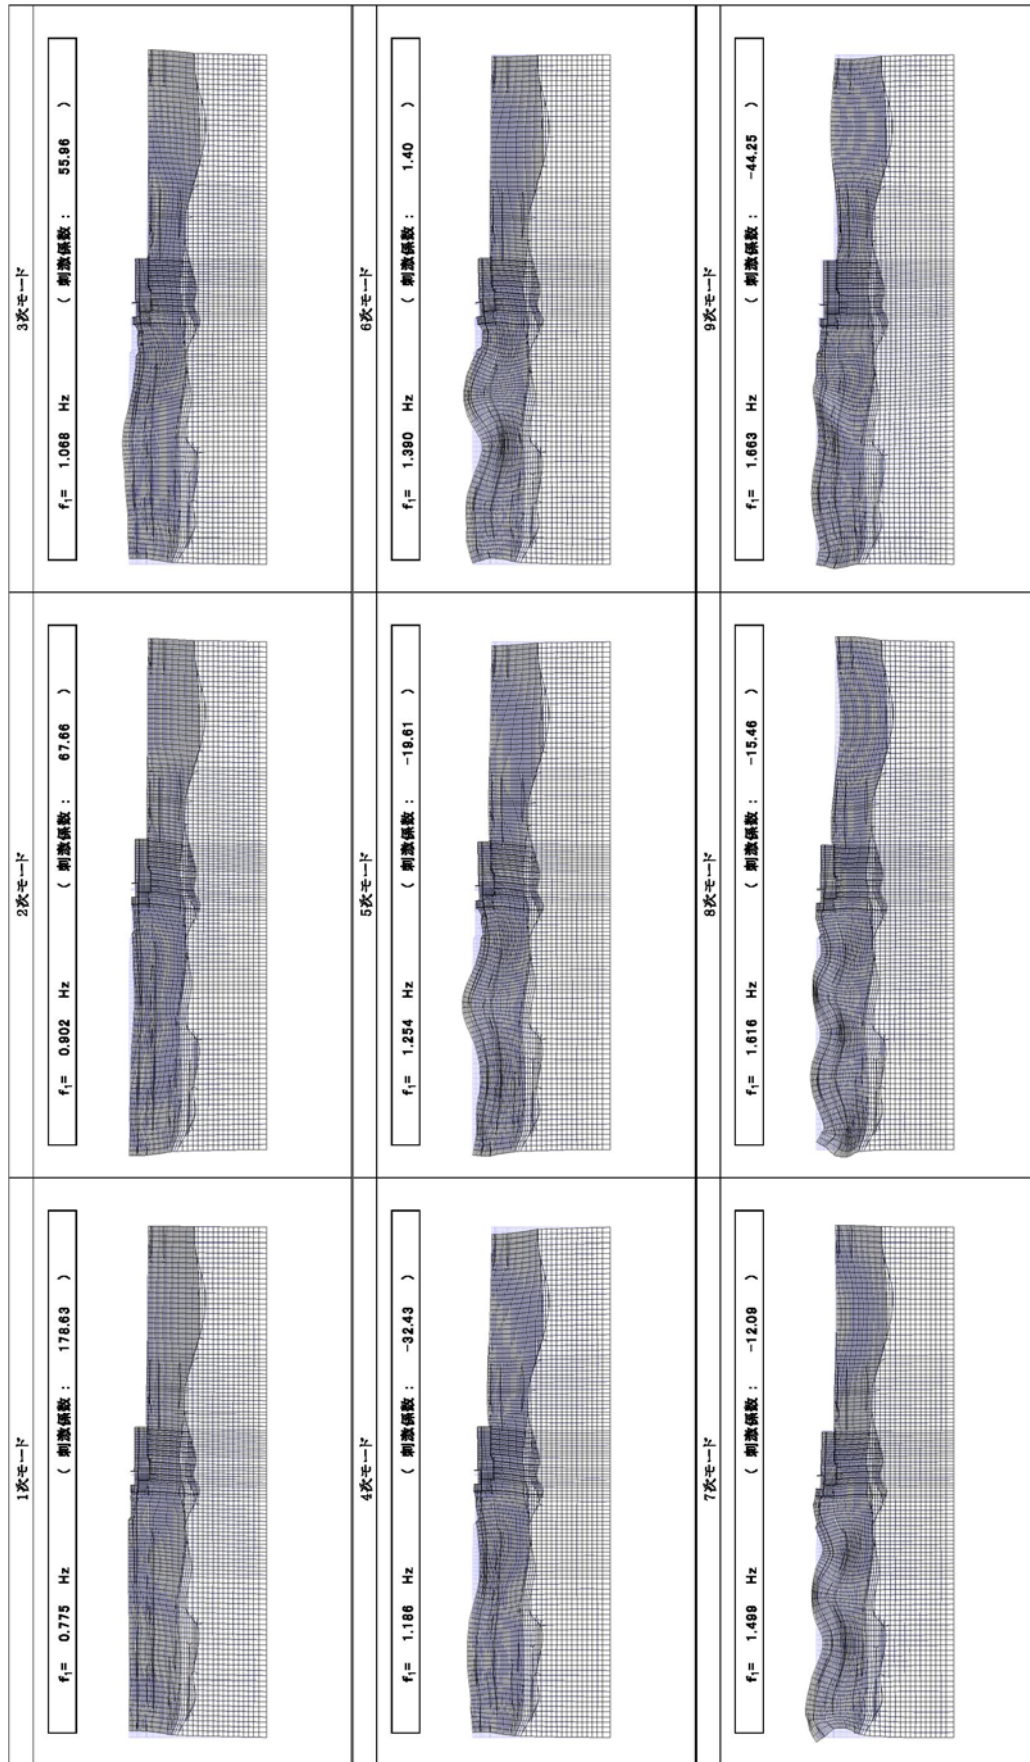 1次モード
f₁= 0.775 Hz ( 刺激係数 : 178.63 )
2次モード
f₁= 0.902 Hz ( 刺激係数 : 67.66 )
3次モード
f₁= 1.068 Hz ( 刺激係数 : 55.96 )
4次モード
f₁= 1.186 Hz ( 刺激係数 : -32.43 )
5次モード
f₁= 1.254 Hz ( 刺激係数 : -19.61 )
6次モード
f₁= 1.390 Hz ( 刺激係数 : 1.40 )
7次モード
f₁= 1.499 Hz ( 刺激係数 : -12.09 )
8次モード
f₁= 1.616 Hz ( 刺激係数 : -15.46 )
9次モード
f₁= 1.663 Hz ( 刺激係数 : -44.25 )